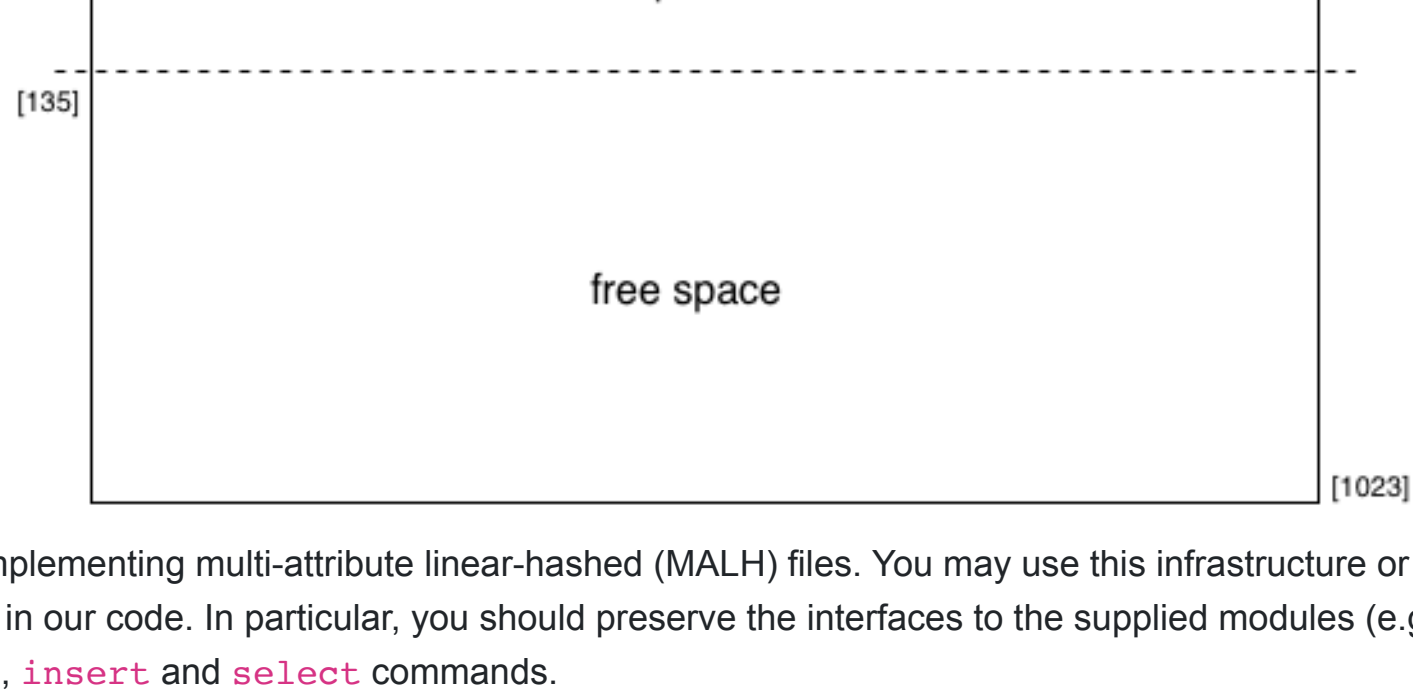 [135]
free space
[1023]
nplementing multi-attribute linear-hashed (MALH) files. You may use this infrastructure or
in our code. In particular, you should preserve the interfaces to the supplied modules (e.g
, insert and select commands.